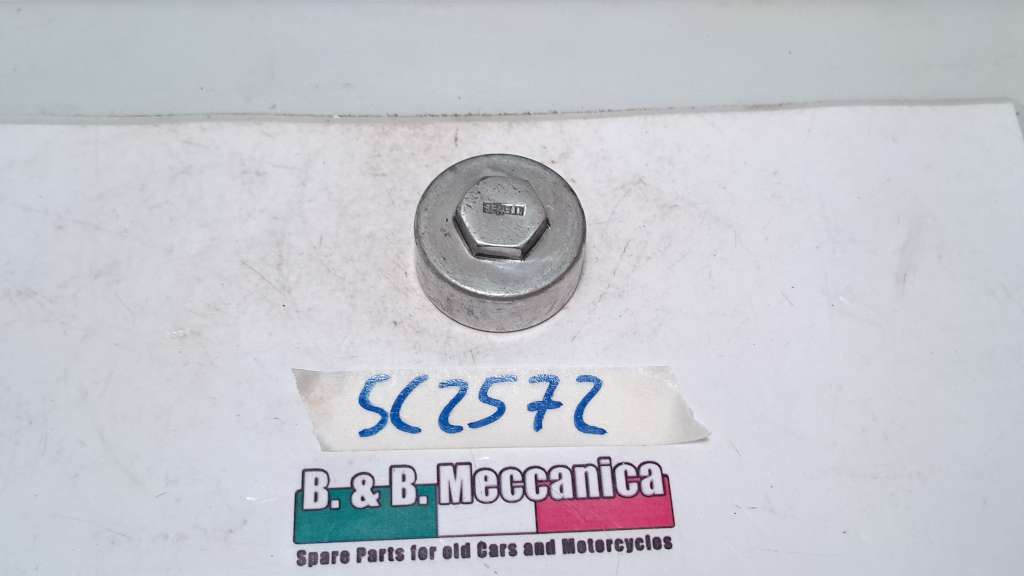 SC2572
B. & B. Meccanica
Spare Parts for old Cars and Motorcycles